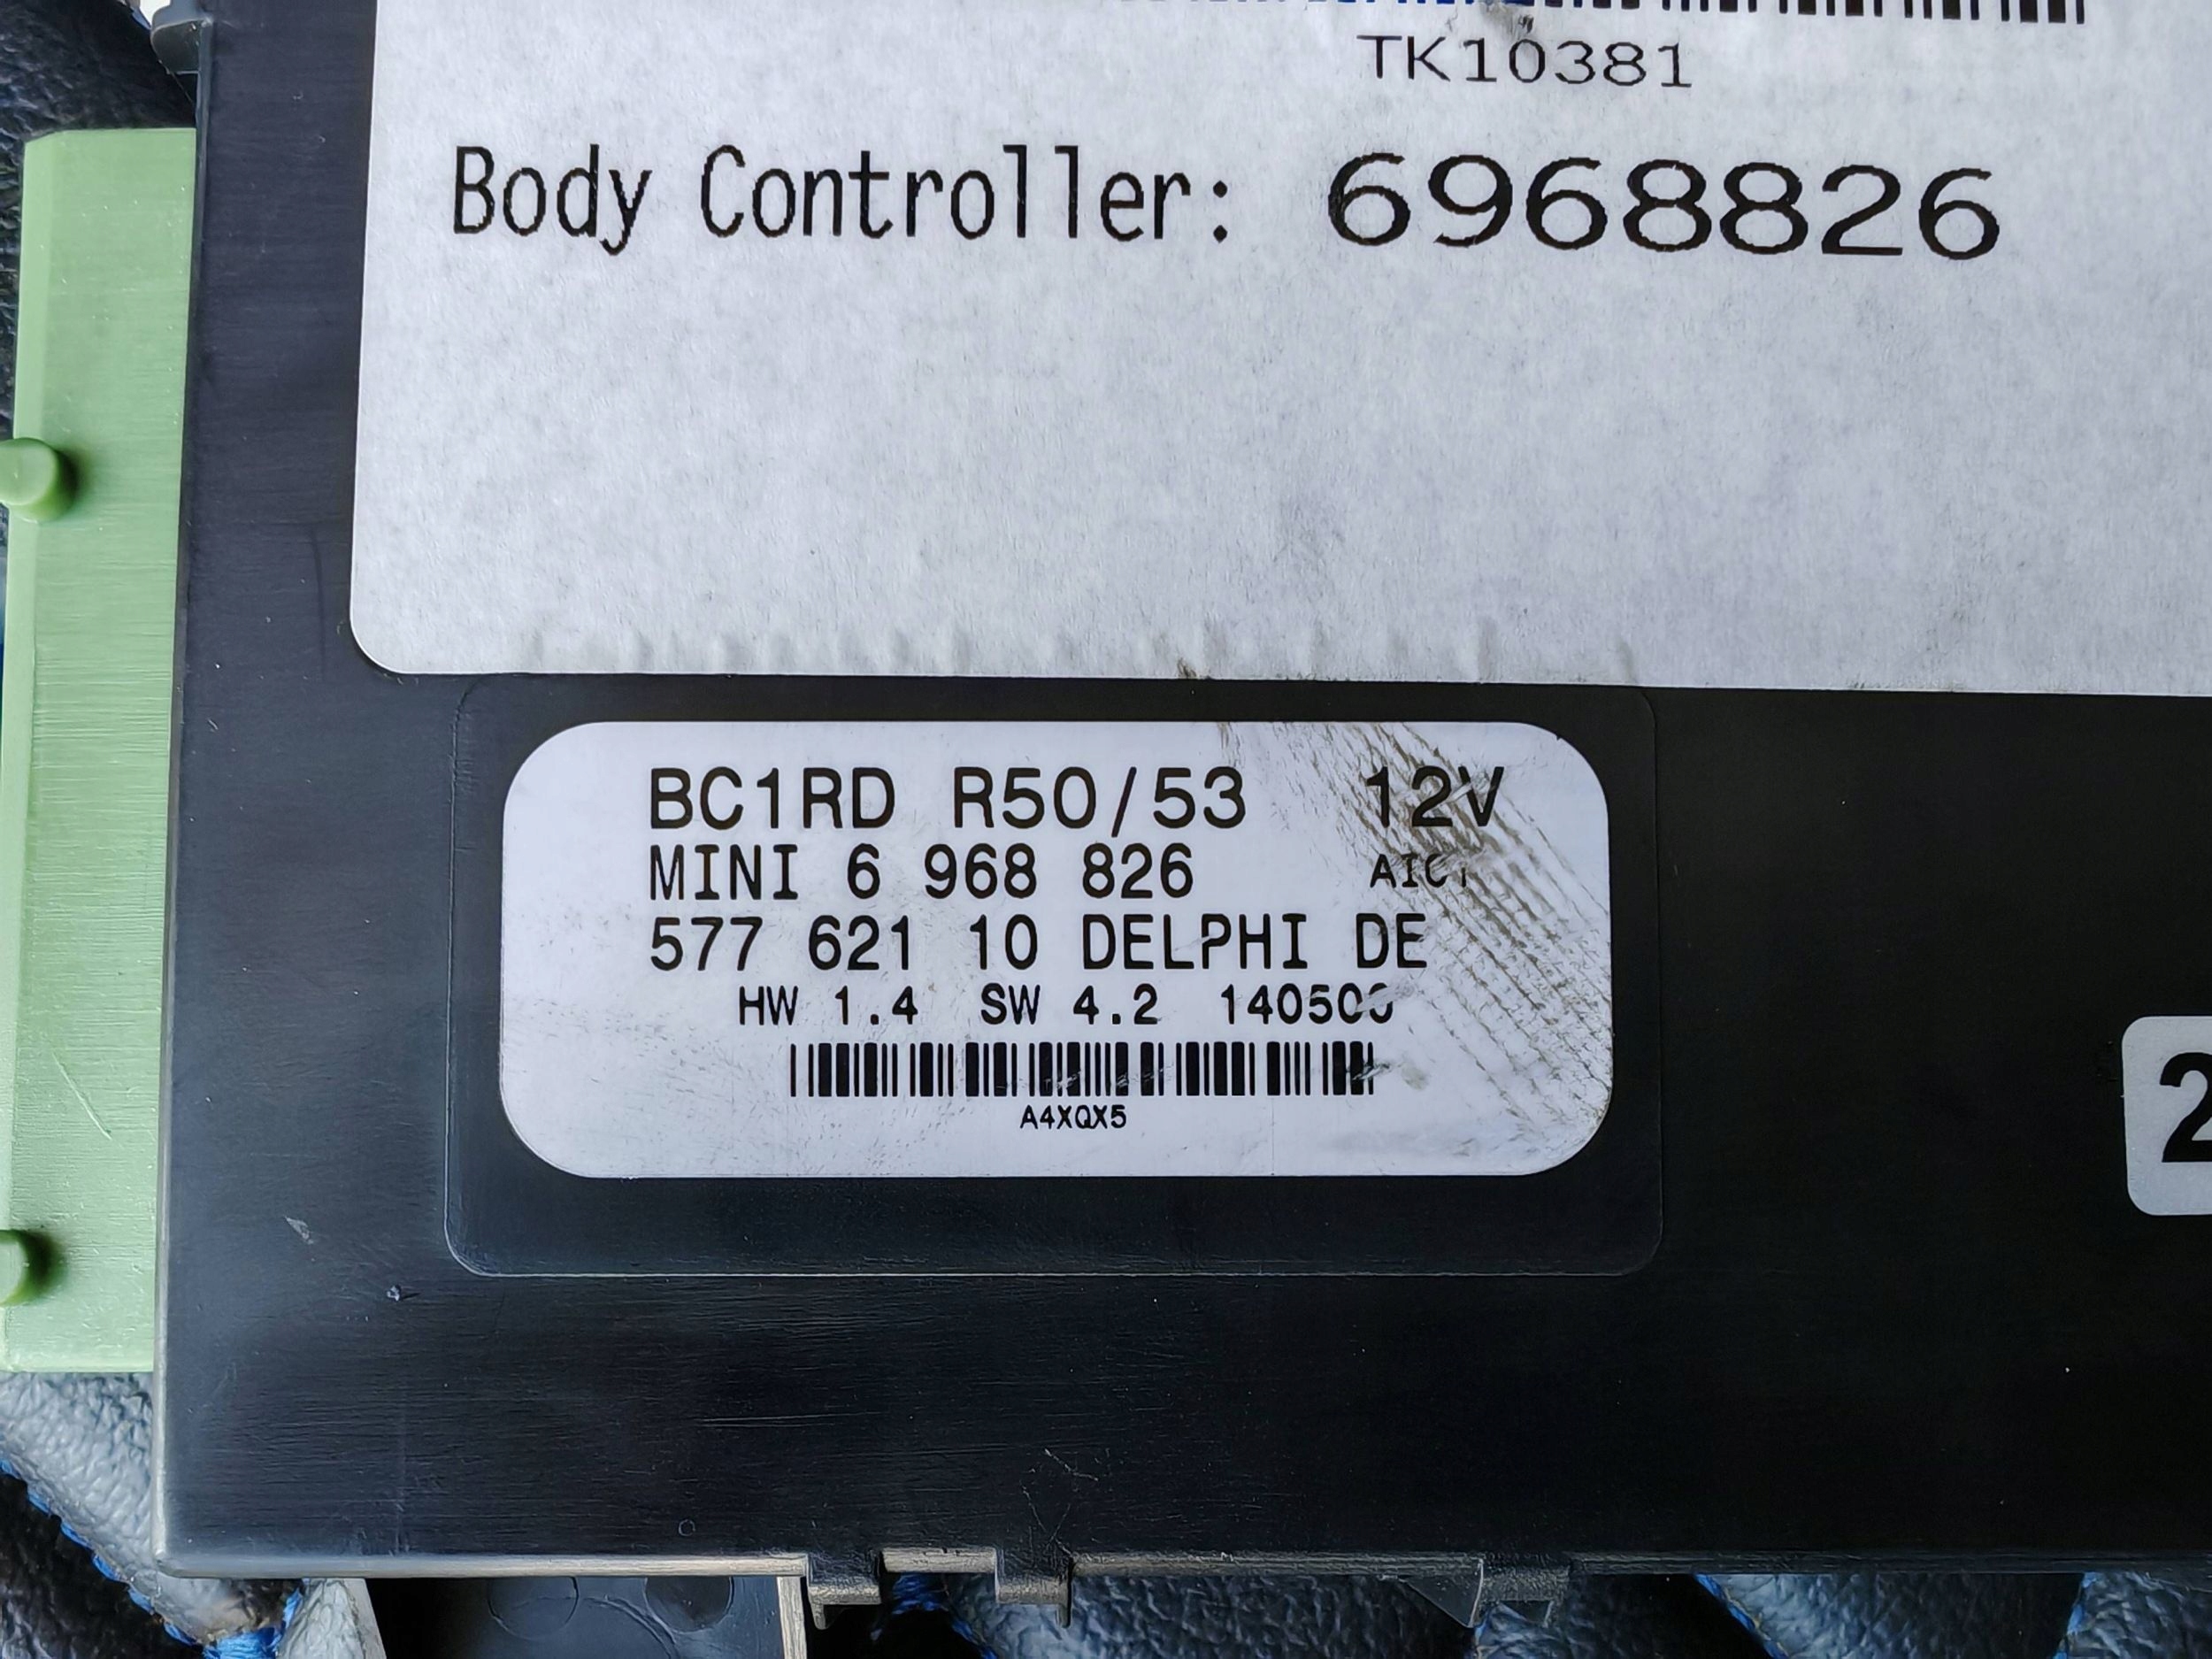 TK10381
Body Controller: 6968826
BC1RD R50/53 12V
MINI 6 968 826
577 621 10 DELPHI DE
HW 1.4 SW 4.2
A4XQX5
2